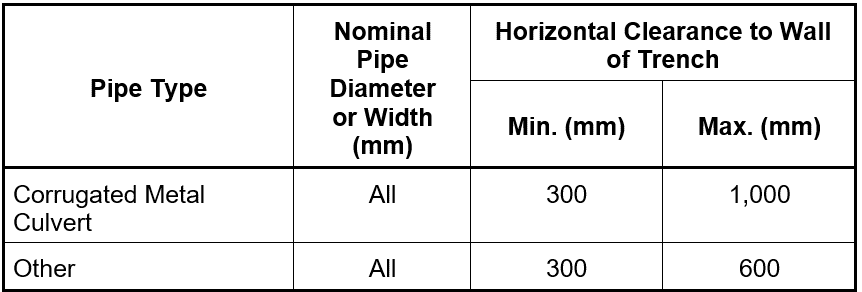 Pipe Type
Nominal
Pipe
Diameter
or Width
(mm)
Horizontal Clearance to Wall
of Trench
Min. (mm)
Max. (mm)
Corrugated Metal
Culvert
All
300
1,000
Other
All
300
600